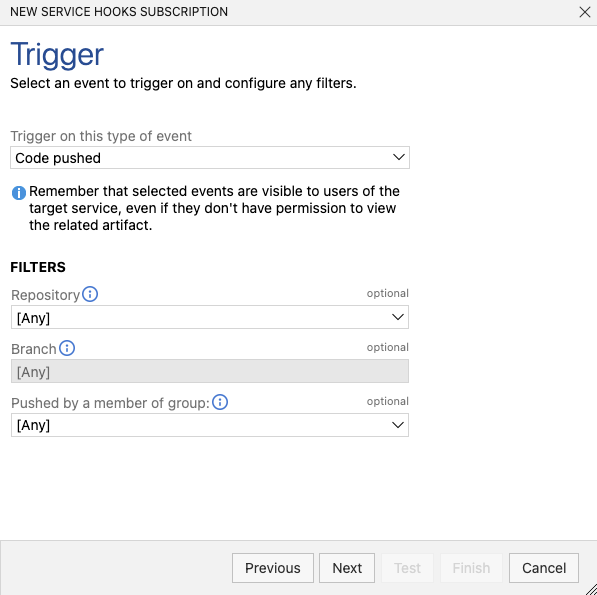 NEW SERVICE HOOKS SUBSCRIPTION
Trigger
Select an event to trigger on and configure any filters.
Trigger on this type of event
Code pushed
Remember that selected events are visible to users of the
target service, even if they don't have permission to view
the related artifact.
FILTERS
Repository optional
[Any]
Branch optional
[Any]
Pushed by a member of group: optional
[Any]
Previous Next Test Finish Cancel